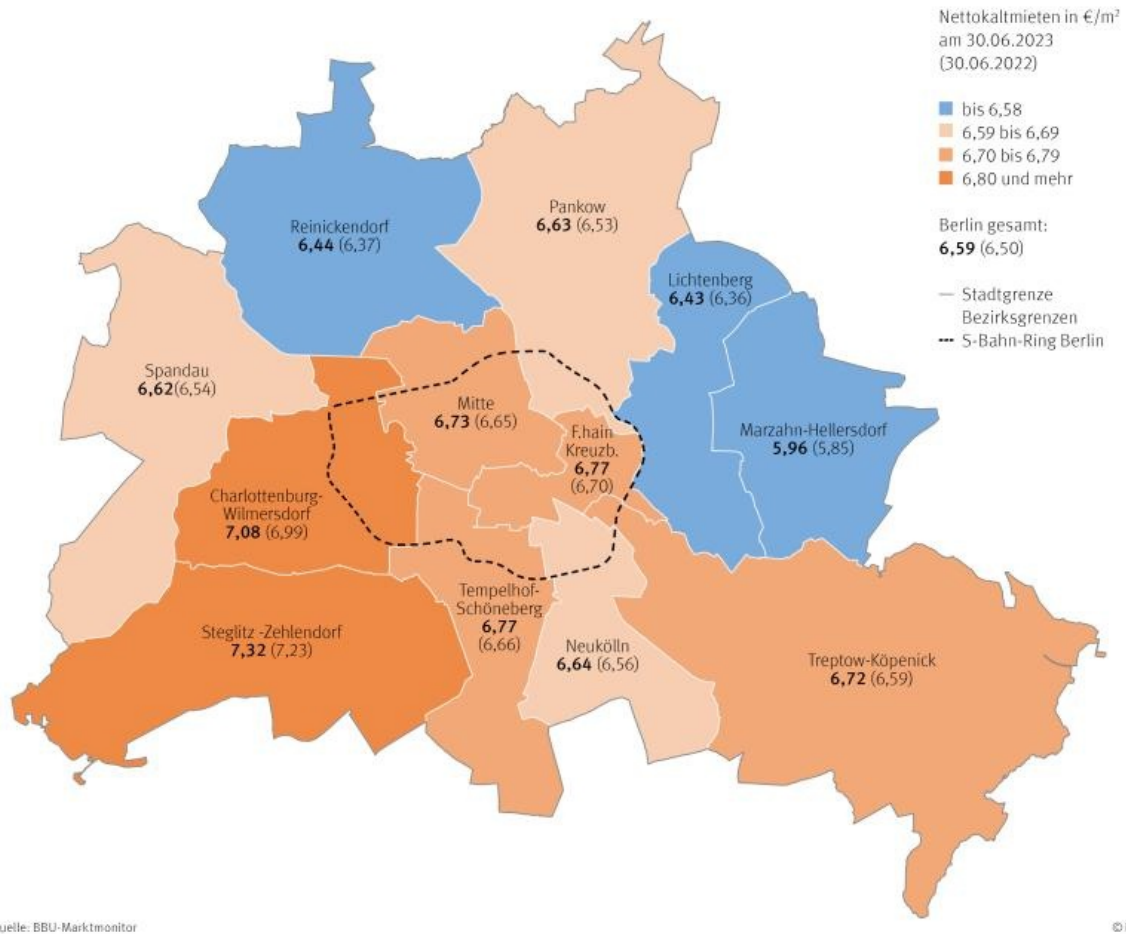 Nettokaltmieten in €/m²
am 30.06.2023
(30.06.2022)
bis 6,58
6,59 bis 6,69
6,70 bis 6,79
6,80 und mehr
Berlin gesamt:
6,59 (6,50)
Stadtgrenze
Bezirksgrenzen
S-Bahn-Ring Berlin
Reinickendorf
6,44 (6,37)
Pankow
6,63 (6,53)
Lichtenberg
6,43 (6,36)
Spandau
6,62(6,54)
Mitte
6,73 (6,65)
F.hain
Kreuzb.
6,77
(6,70)
Marzahn-Hellersdorf
5,96 (5,85)
Charlottenburg-
Wilmersdorf
7,08 (6,99)
Tempelhof-
Schöneberg
6,77
(6,66)
Steglitz -Zehlendorf
7,32 (7,23)
Neukölln
6,64 (6,56)
Treptow-Köpenick
6,72 (6,59)
uelle: BBU-Marktmonitor
©